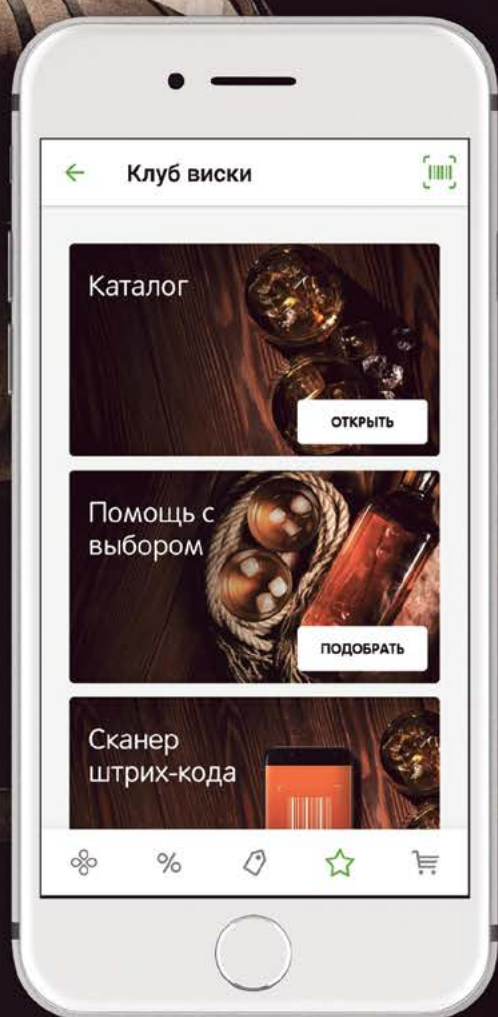 Клуб виски
Каталог
ОТКРЫТЬ
Помощь с
выбором
ПОДОБРАТЬ
Сканер
штрих-кода
%